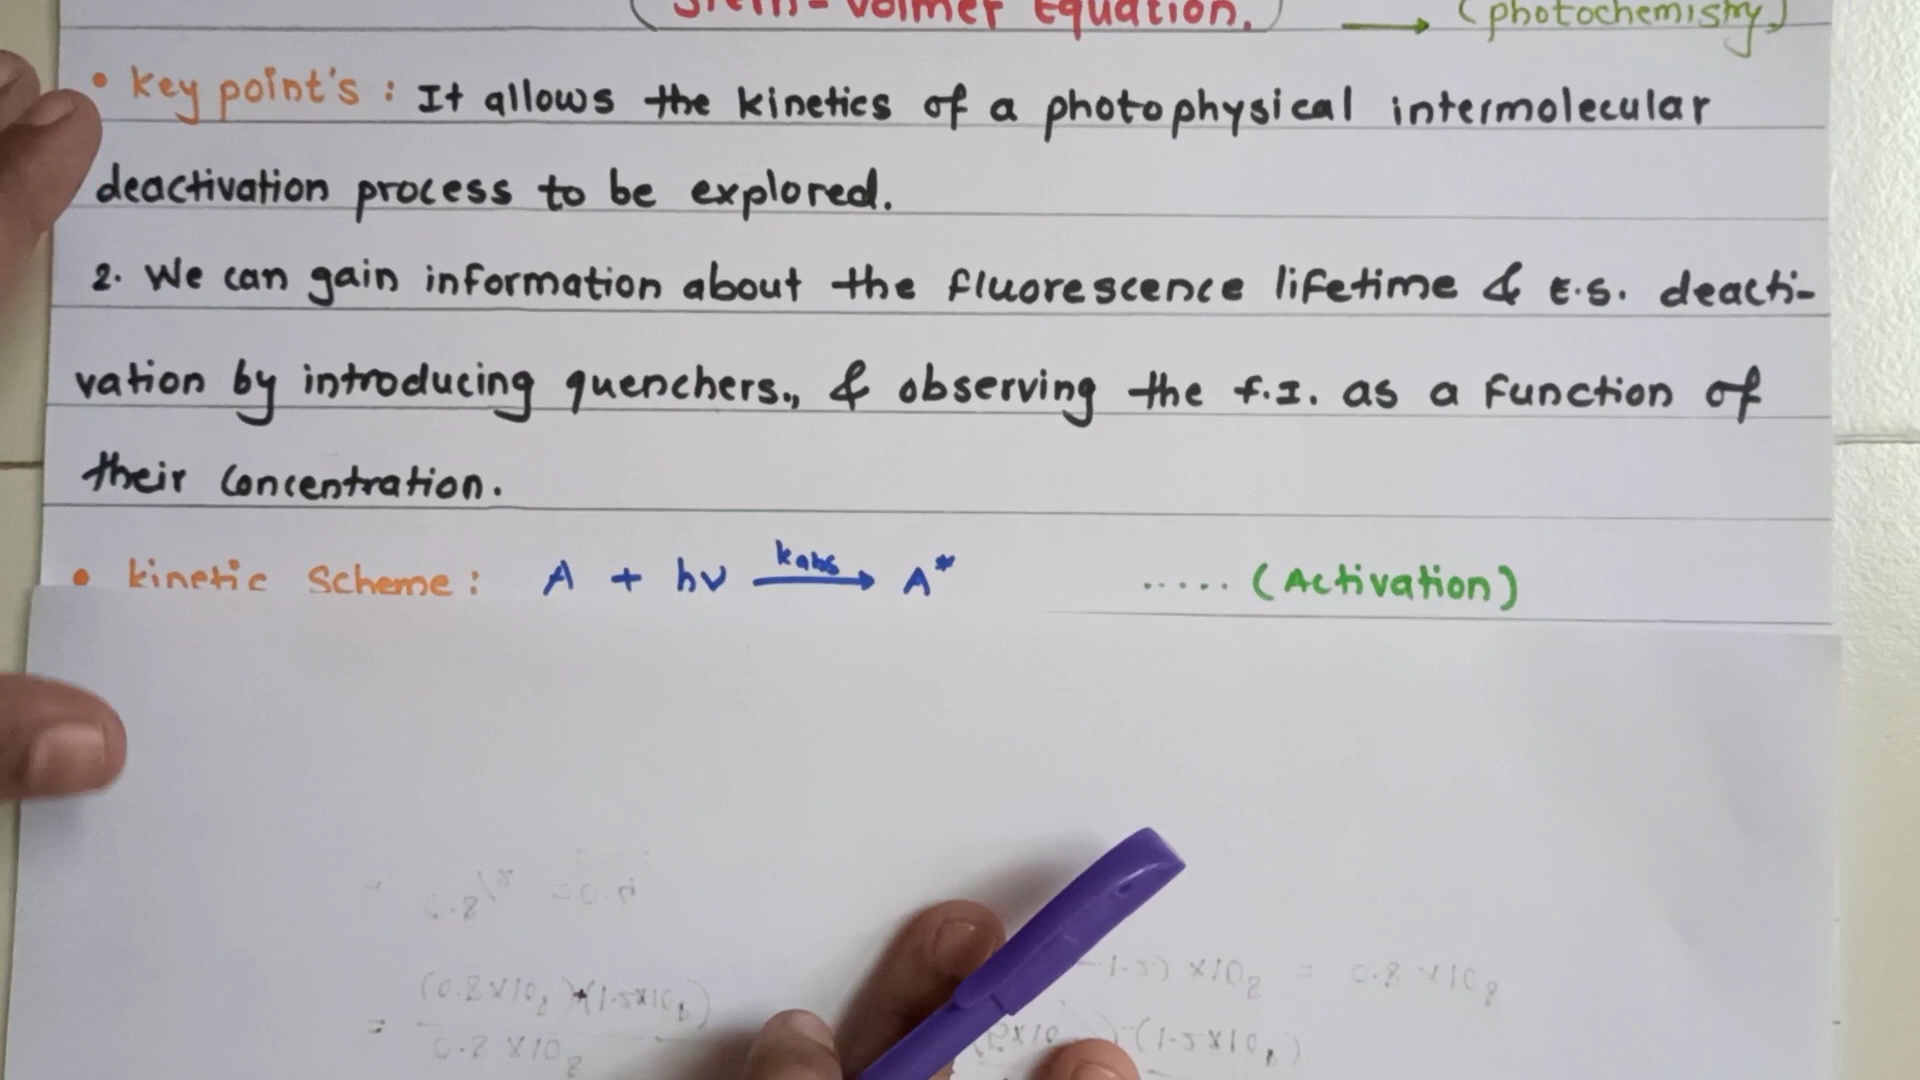 (Stern-Volmer Equation.) → (photochemistry)
• key point's : It allows the kinetics of a photophysical intermolecular
deactivation process to be explored.
2. We can gain information about the fluorescence lifetime & E.S. deacti-
vation by introducing quenchers., & observing the f.I. as a function of
their concentration.
• kinetic scheme : A + hν —kabs→ A* ..... (Activation)